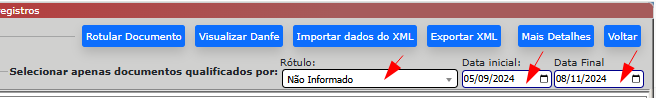 registros
Rotular Documento Visualizar Danfe Importar dados do XML Exportar XML Mais Detalhes Voltar
Rótulo: Data inicial: Data Final
Selecionar apenas documentos qualificados por: Não Informado 05/09/2024 08/11/2024